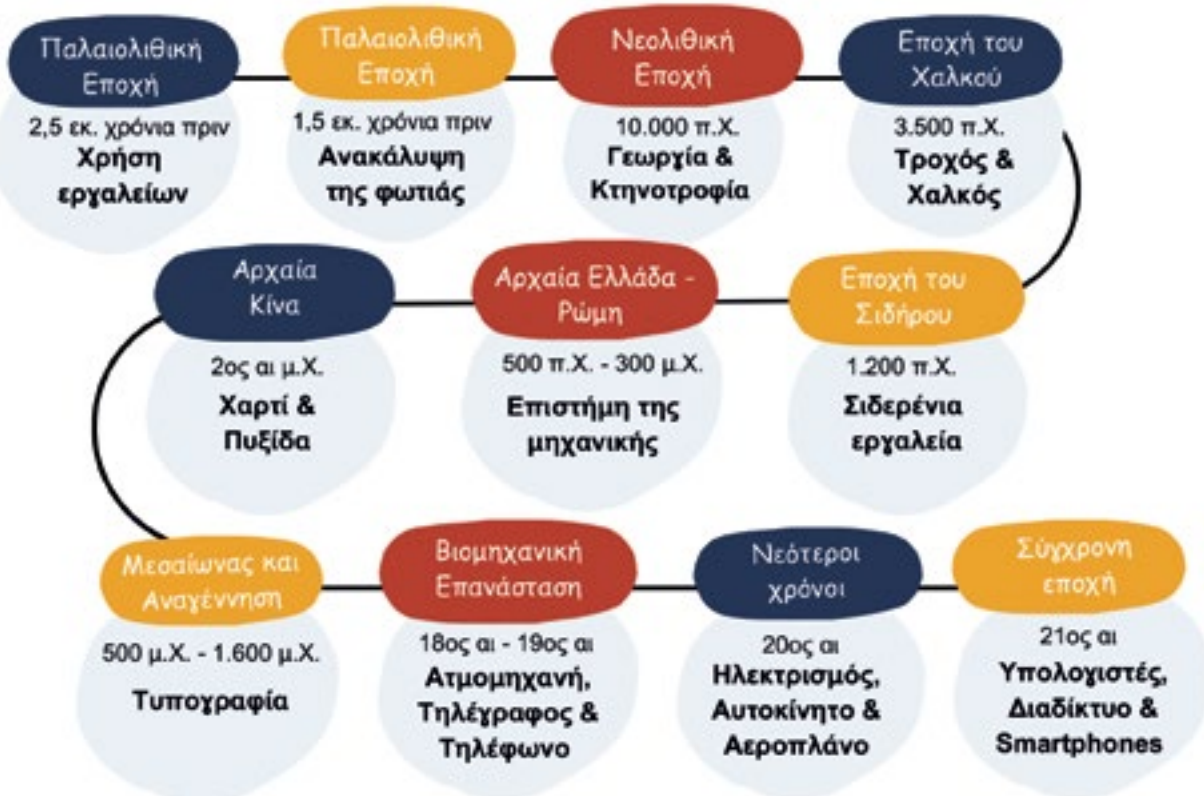 Παλαιολιθική
Εποχή
2,5 εκ. χρόνια πριν
Χρήση
εργαλείων
Παλαιολιθική
Εποχή
1,5 εκ. χρόνια πριν
Ανακάλυψη
της φωτιάς
Νεολιθική
Εποχή
10.000 π.Χ.
Γεωργία &
Κτηνοτροφία
Εποχή του
Χαλκού
3.500 π.Χ.
Τροχός &
Χαλκός
Εποχή του
Σιδήρου
1.200 π.Χ.
Σιδερένια
εργαλεία
Αρχαία Ελλάδα -
Ρώμη
500 π.Χ. - 300 μ.Χ.
Επιστήμη της
μηχανικής
Αρχαία
Κίνα
2ος αι μ.Χ.
Χαρτί &
Πυξίδα
Μεσαίωνας και
Αναγέννηση
500 μ.Χ. - 1.600 μ.Χ.
Τυπογραφία
Βιομηχανική
Επανάσταση
18ος αι - 19ος αι
Ατμομηχανή,
Τηλέγραφος &
Τηλέφωνο
Νεότεροι
χρόνοι
20ος αι
Ηλεκτρισμός,
Αυτοκίνητο &
Αεροπλάνο
Σύγχρονη
εποχή
21ος αι
Υπολογιστές,
Διαδίκτυο &
Smartphones